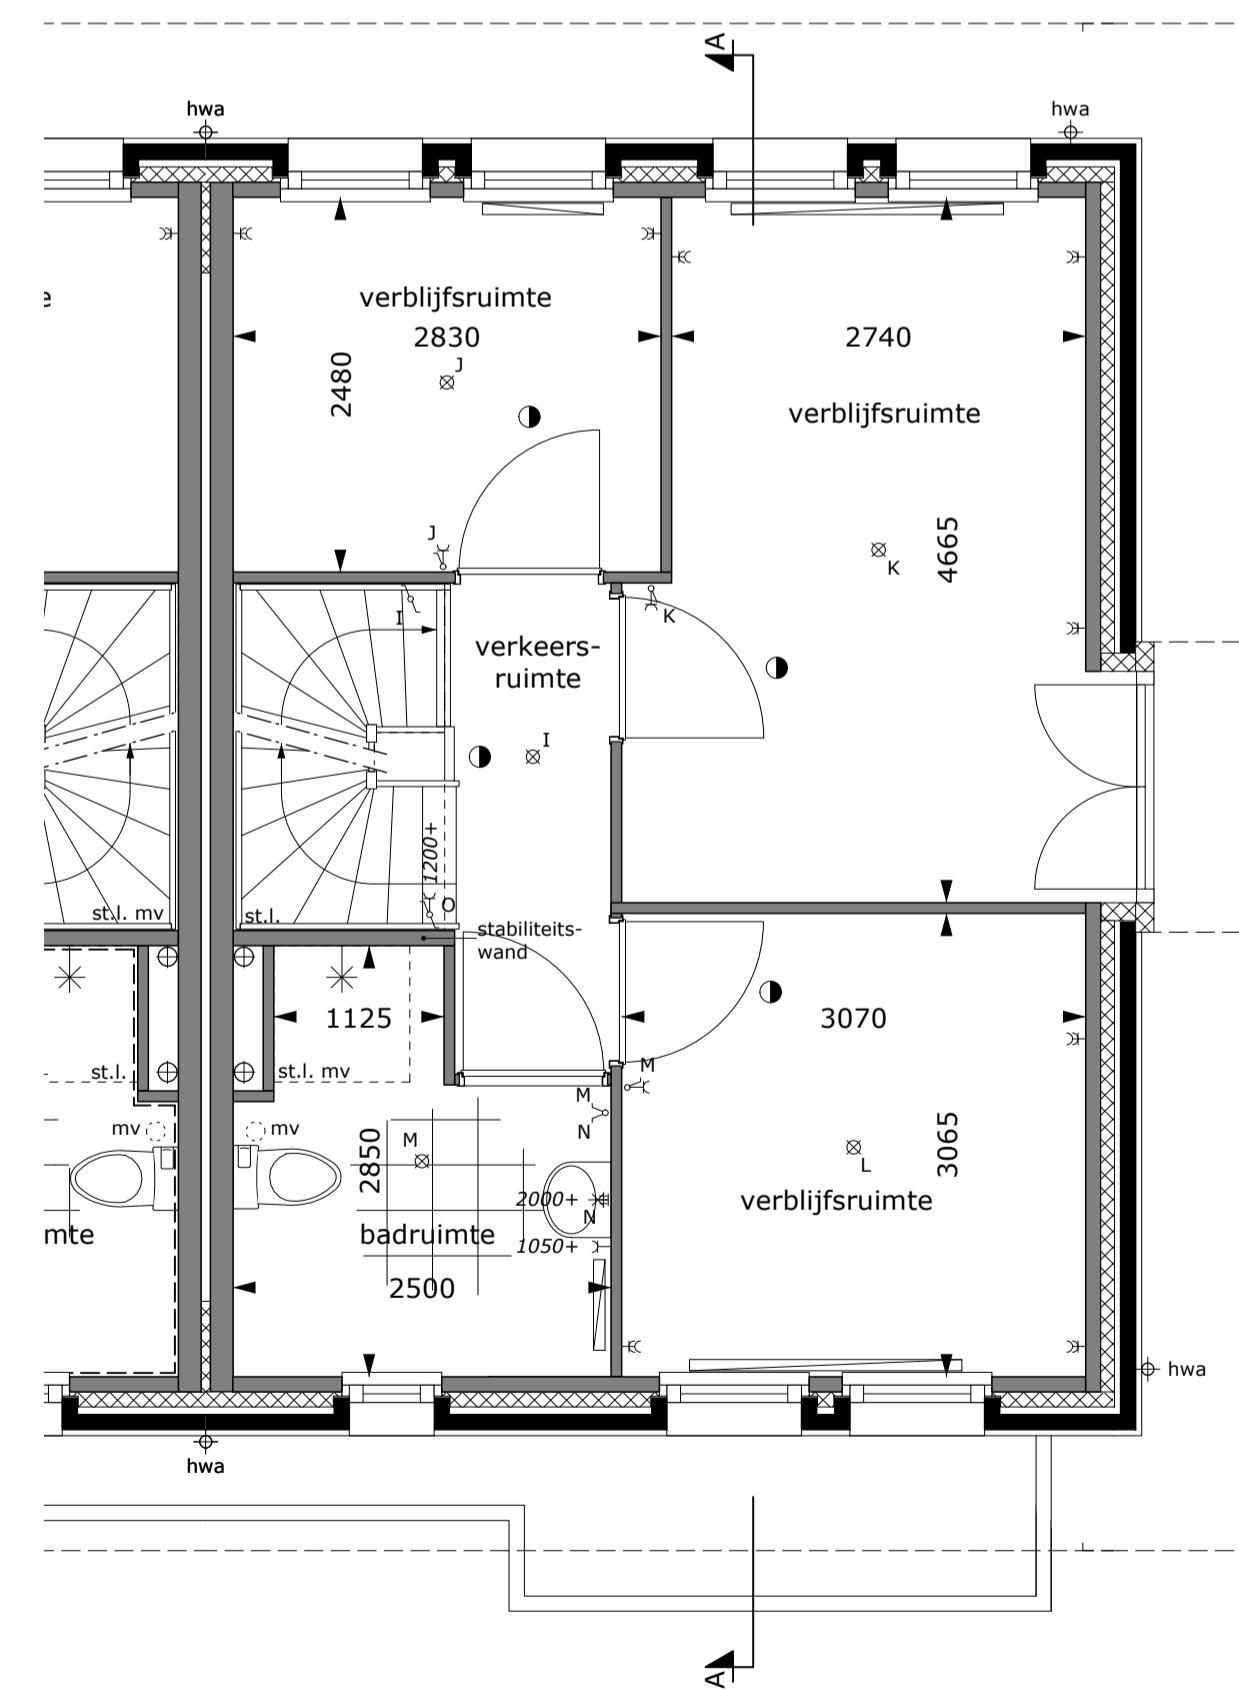 A
hwa
hwa
e
verblijfsruimte
2830
2480
J
2740
verblijfsruimte
4665
K
J
I
K
verkeers-
ruimte
I
1200+
O
st.l. mv
st.l.
stabiliteits-
wand
1125
3070
st.l.
st.l. mv
M
M
N
mv
mv
M
2850
3065
L
2000+
N
verblijfsruimte
mte
badruimte
1050+
2500
hwa
hwa
A